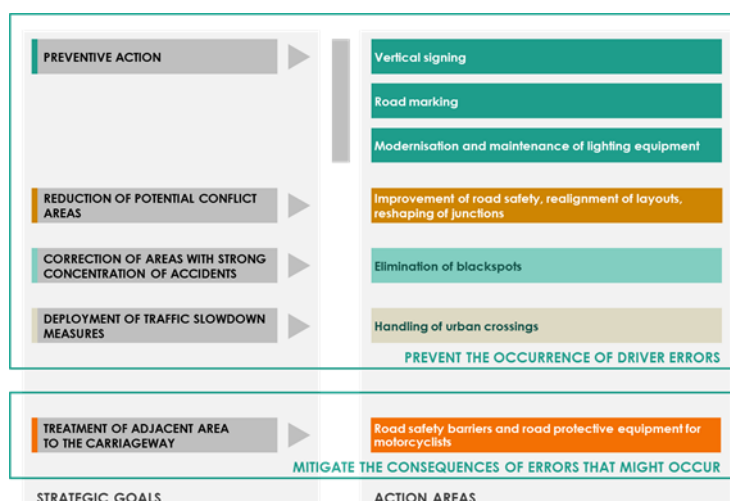 PREVENTIVE ACTION
Vertical signing
Road marking
Modernisation and maintenance of lighting equipment
REDUCTION OF POTENTIAL CONFLICT
AREAS
Improvement of road safety, realignment of layouts,
reshaping of junctions
CORRECTION OF AREAS WITH STRONG
CONCENTRATION OF ACCIDENTS
Elimination of blackspots
DEPLOYMENT OF TRAFFIC SLOWDOWN
MEASURES
Handling of urban crossings
PREVENT THE OCCURRENCE OF DRIVER ERRORS
TREATMENT OF ADJACENT AREA
TO THE CARRIAGEWAY
Road safety barriers and road protective equipment for
motorcyclists
MITIGATE THE CONSEQUENCES OF ERRORS THAT MIGHT OCCUR
STRATEGIC GOALS
ACTION AREAS